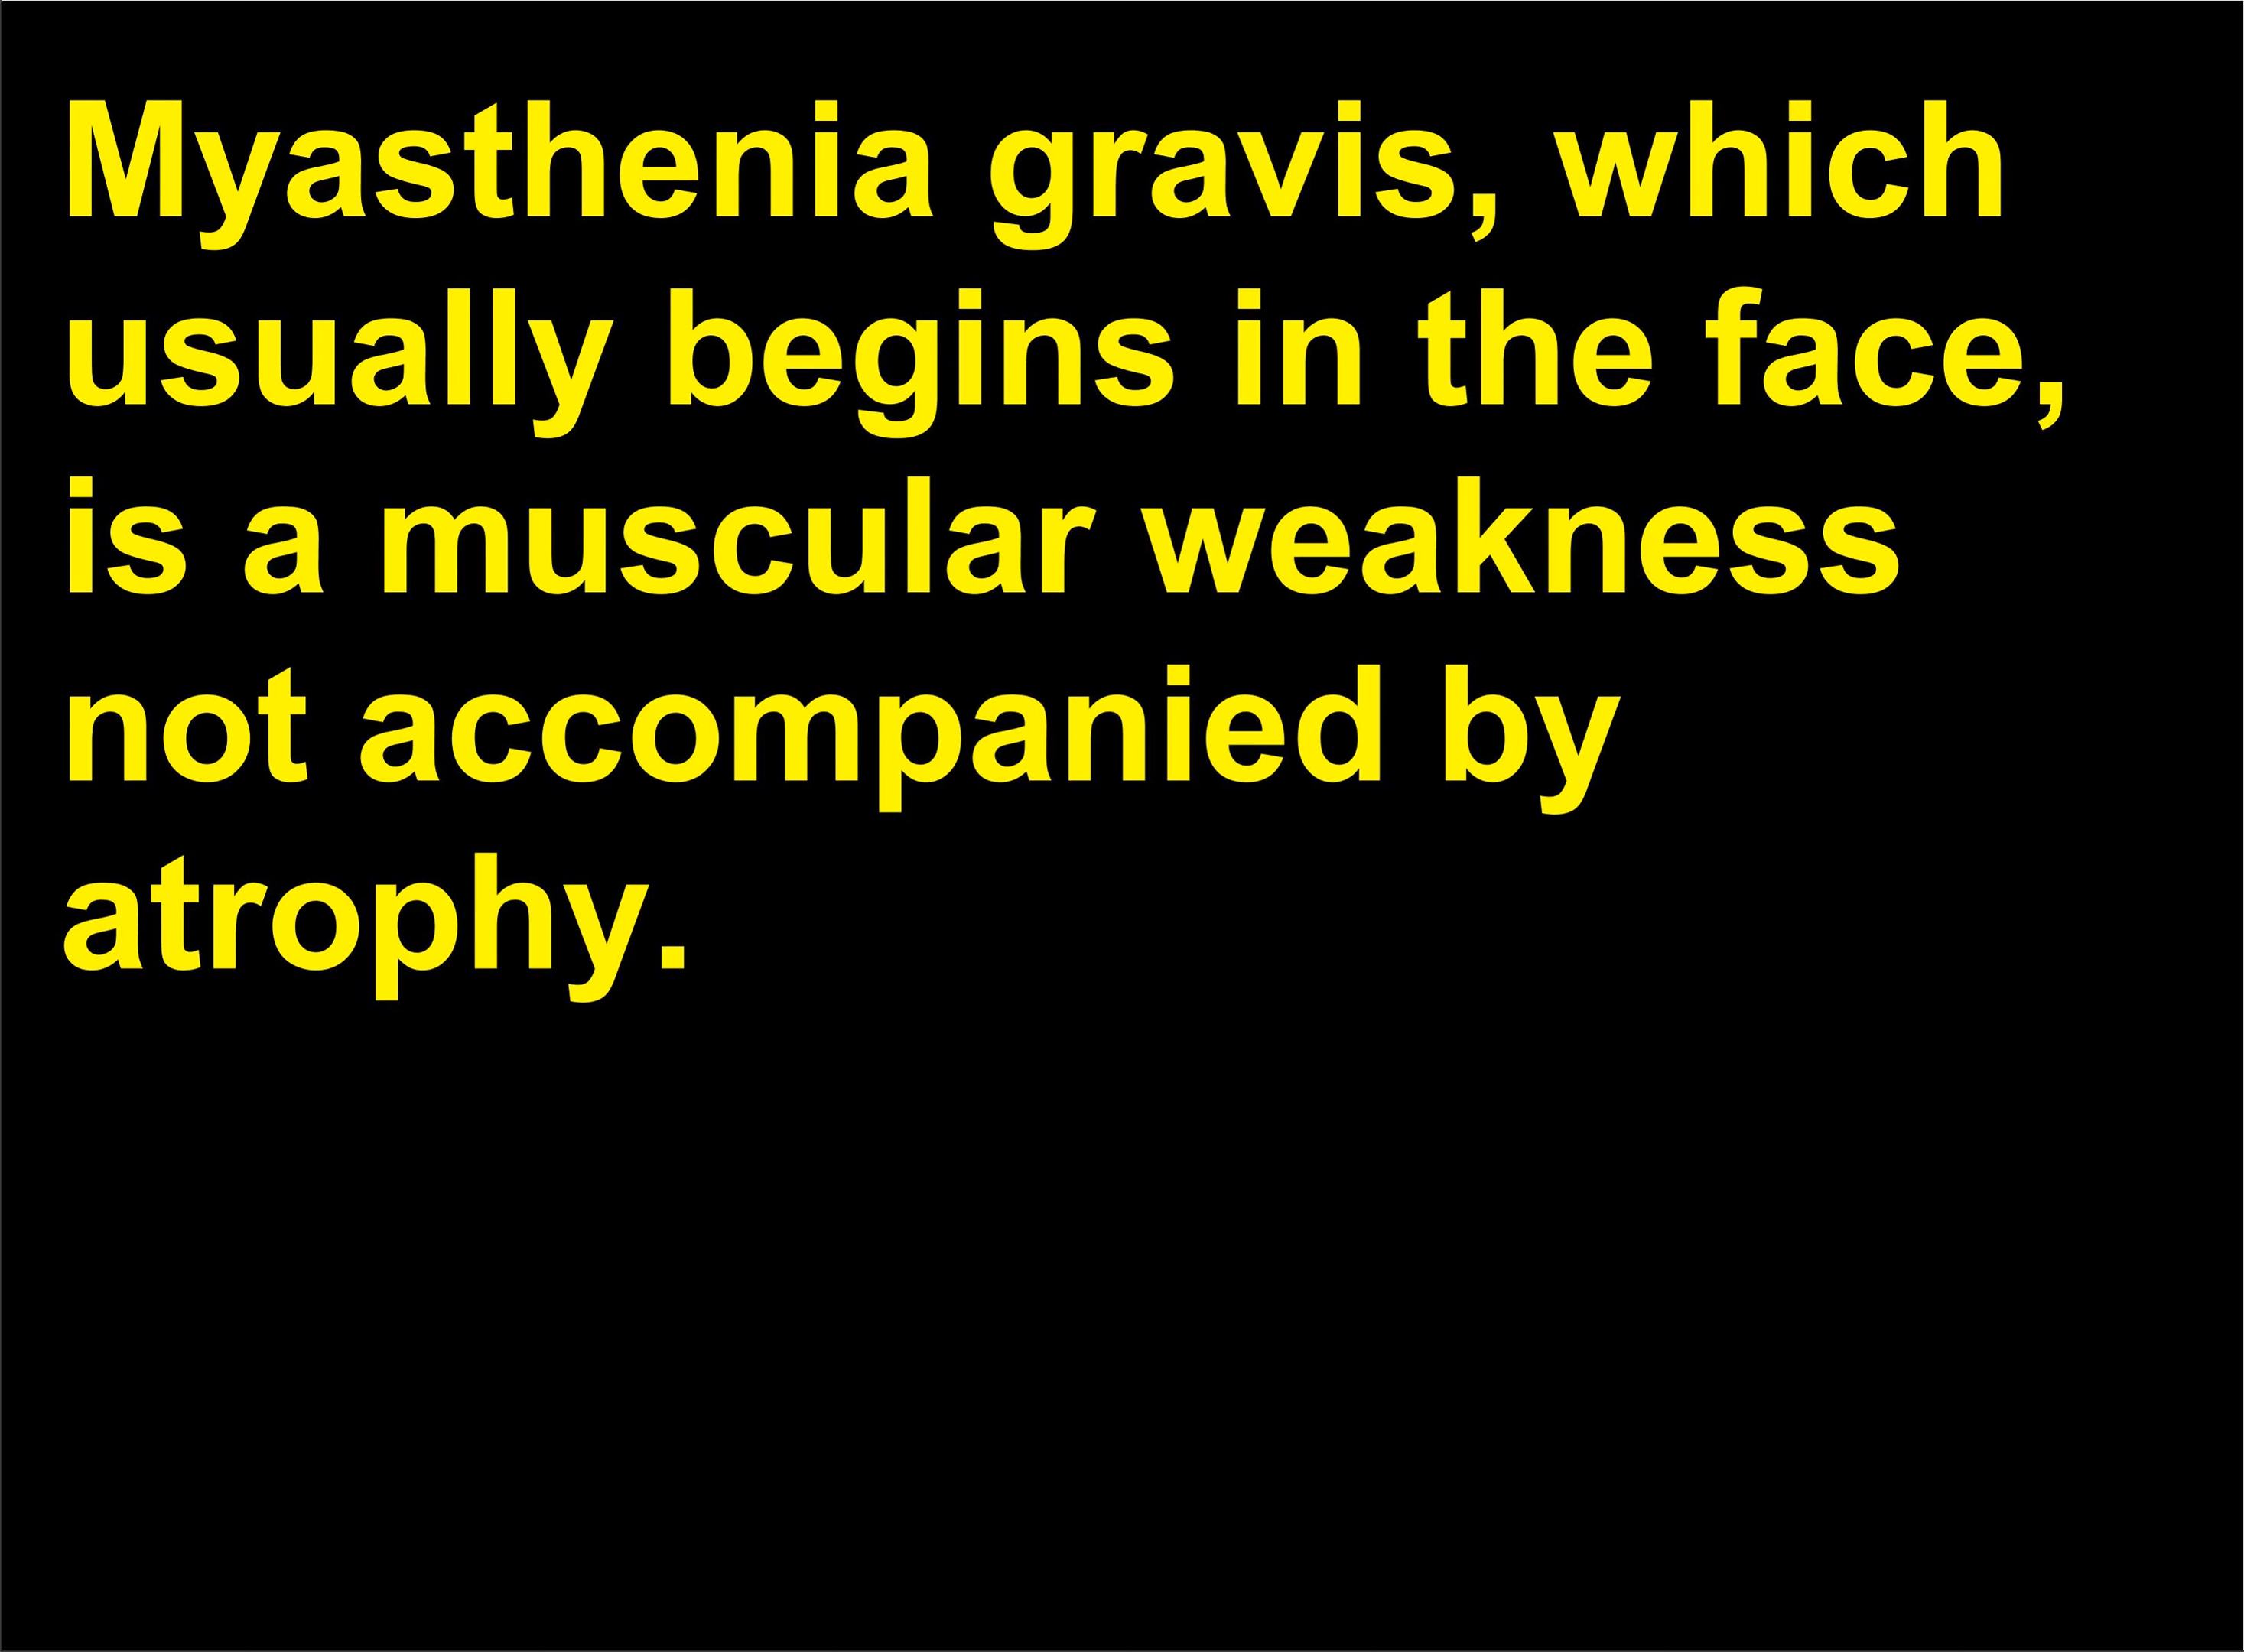 Myasthenia gravis, which
usually begins in the face,
is a muscular weakness
not accompanied by
atrophy.